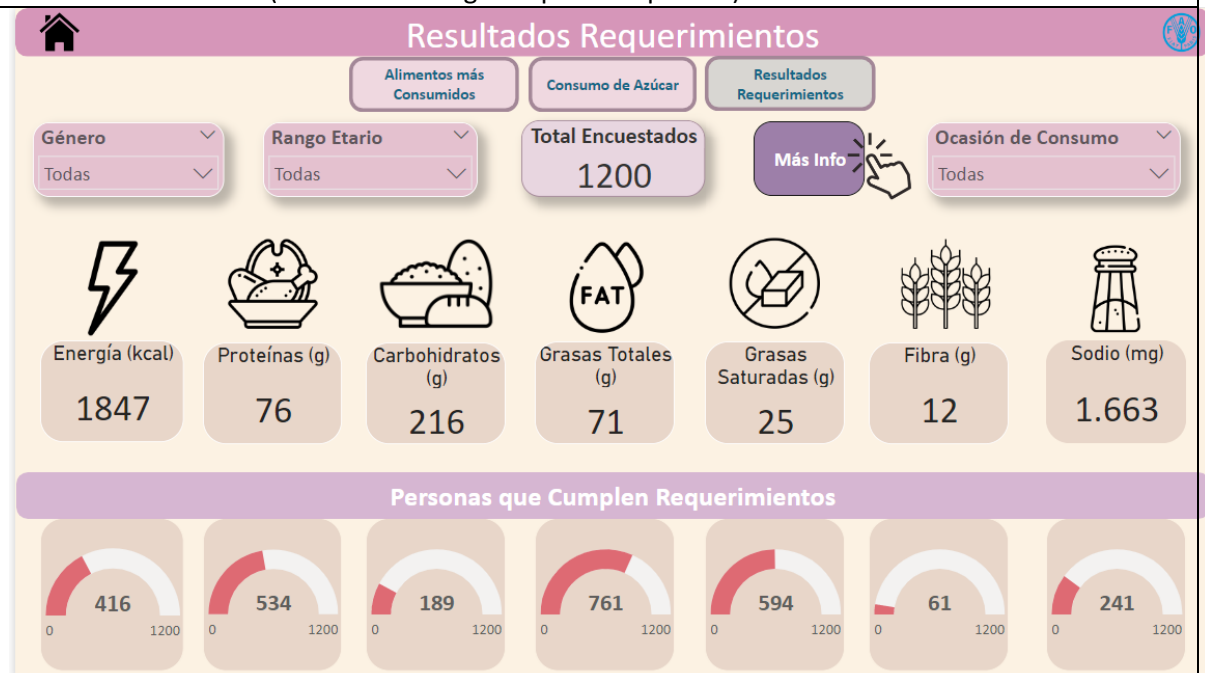 Resultados Requerimientos
FAO
Alimentos más
Consumidos
Consumo de Azúcar
Resultados
Requerimientos
Género
Todas
Rango Etario
Todas
Total Encuestados
1200
Más Info
Ocasión de Consumo
Todas
FAT
Energía (kcal)
1847
Proteínas (g)
76
Carbohidratos
(g)
216
Grasas Totales
(g)
71
Grasas
Saturadas (g)
25
Fibra (g)
12
Sodio (mg)
1.663
Personas que Cumplen Requerimientos
416
0 1200
534
0 1200
189
0 1200
761
0 1200
594
0 1200
61
0 1200
241
0 1200